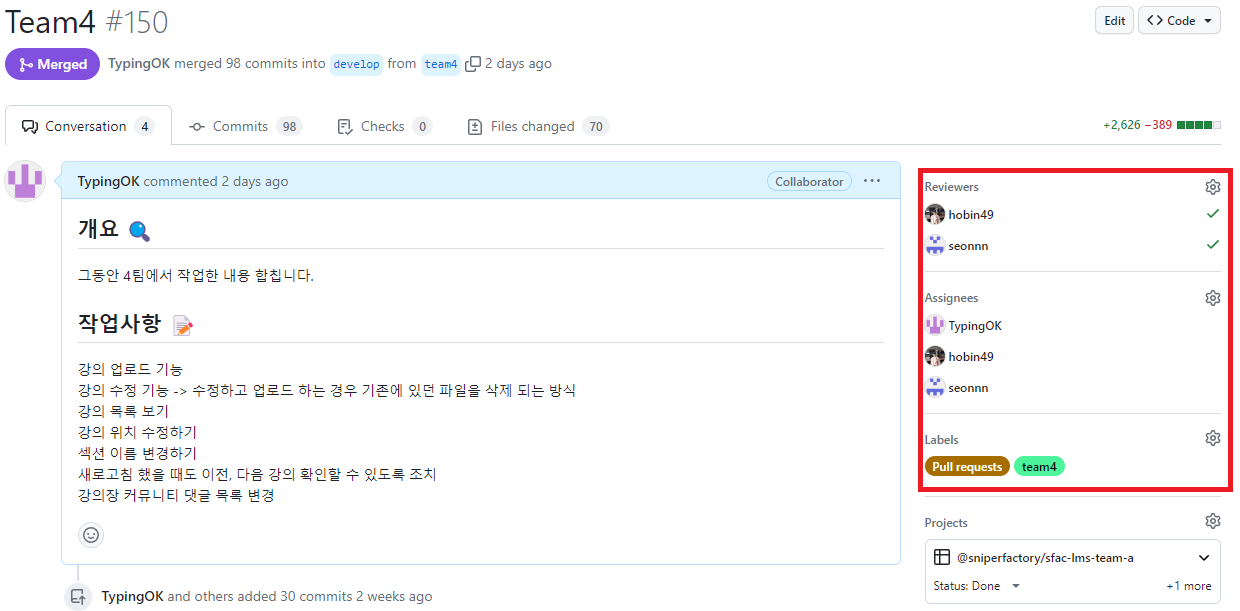 Team4 #150
Edit
<> Code
Merged
TypingOK merged 98 commits into develop from team4 2 days ago
Conversation 4
Commits 98
Checks 0
Files changed 70
+2,626 −389
TypingOK commented 2 days ago
Collaborator
개요
그동안 4팀에서 작업한 내용 합칩니다.
작업사항
강의 업로드 기능
강의 수정 기능 -> 수정하고 업로드 하는 경우 기존에 있던 파일을 삭제 되는 방식
강의 목록 보기
강의 위치 수정하기
섹션 이름 변경하기
새로고침 했을 때도 이전, 다음 강의 확인할 수 있도록 조치
강의장 커뮤니티 댓글 목록 변경
TypingOK and others added 30 commits 2 weeks ago
Reviewers
hobin49
seonnn
Assignees
TypingOK
hobin49
seonnn
Labels
Pull requests team4
Projects
@sniperfactory/sfac-lms-team-a
Status: Done
+1 more